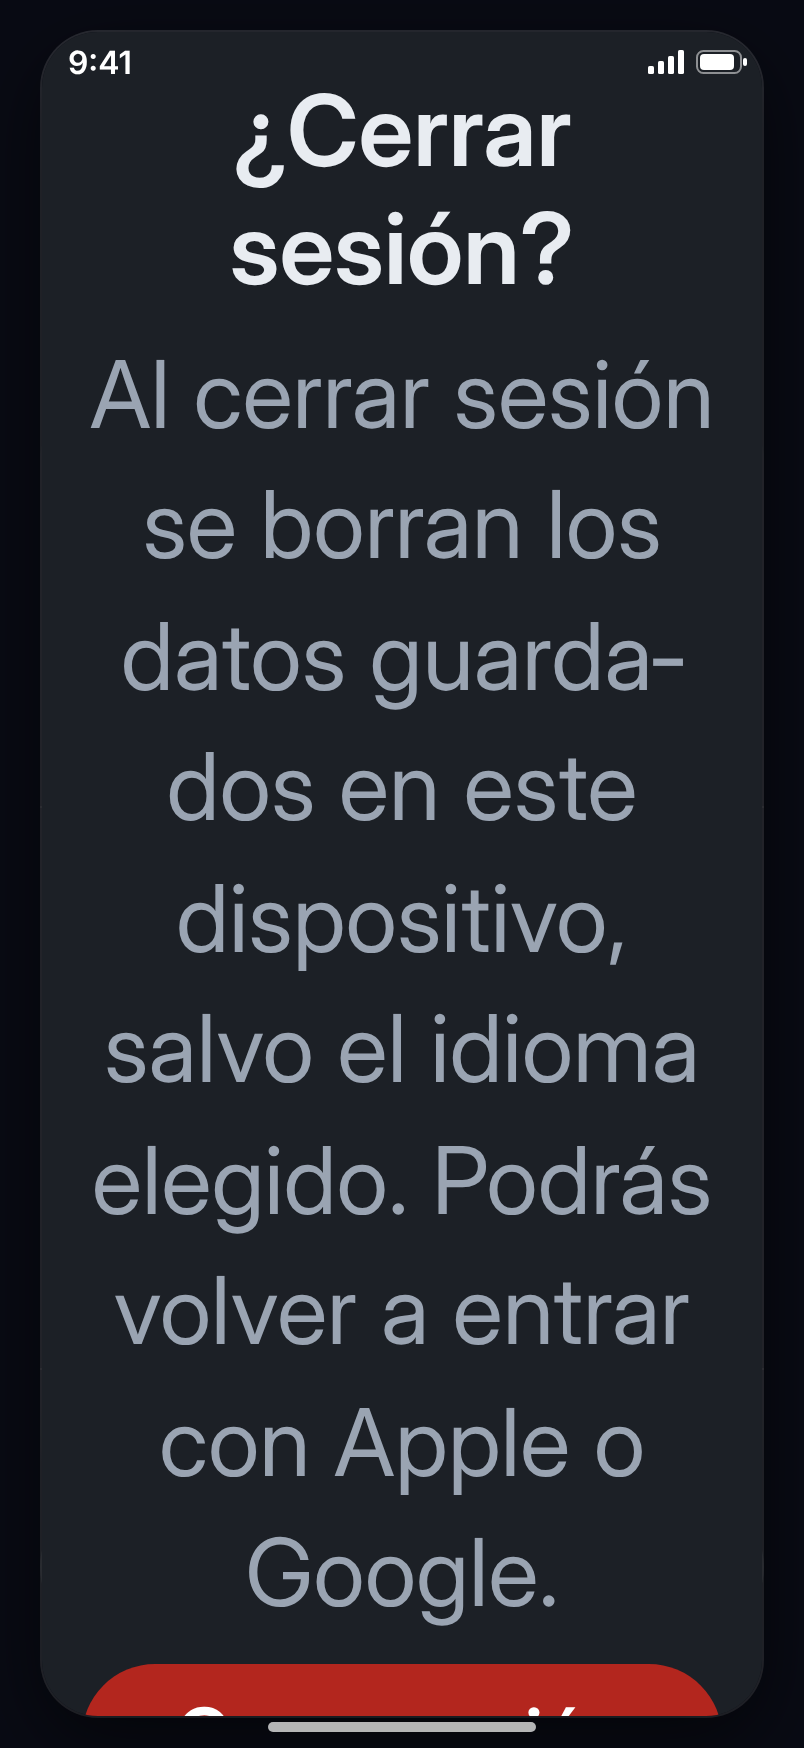 9:41
¿Cerrar
sesión?
Al cerrar sesión
se borran los
datos guarda-
dos en este
dispositivo,
salvo el idioma
elegido. Podrás
volver a entrar
con Apple o
Google.